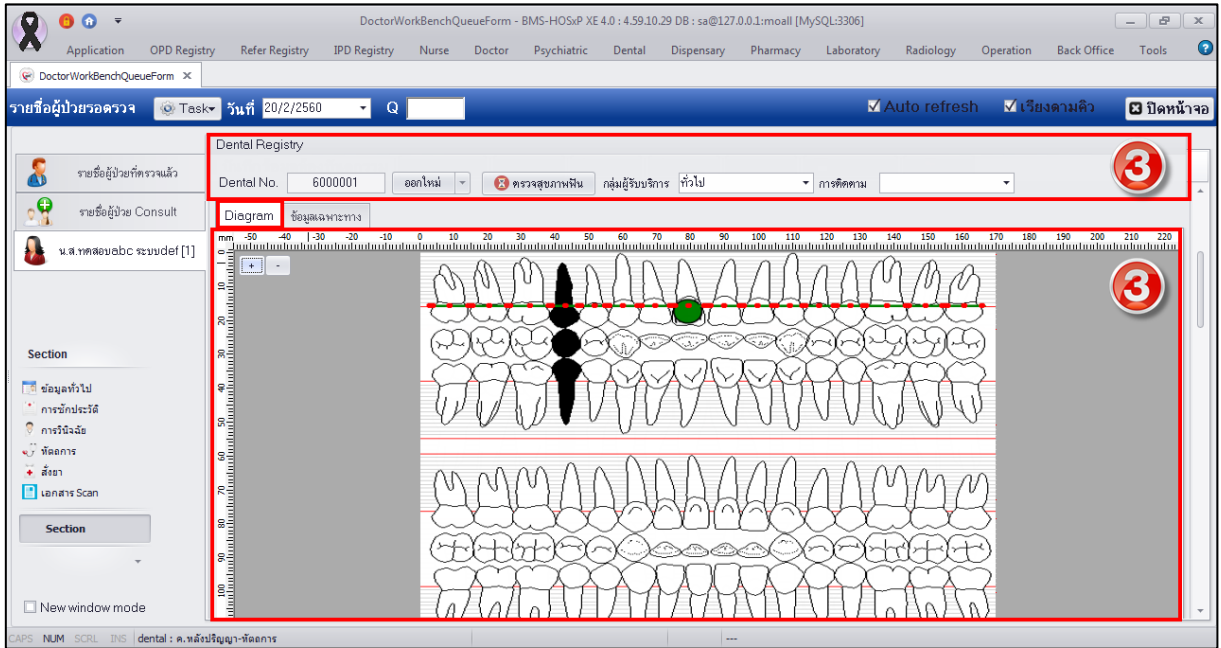 DoctorWorkBenchQueueForm - BMS-HOSxP XE 4.0 : 4.59.10.29 DB : sa@127.0.0.1:moall [MySQL:3306]
Application OPD Registry Refer Registry IPD Registry Nurse Doctor Psychiatric Dental Dispensary Pharmacy Laboratory Radiology Operation Back Office Tools
DoctorWorkBenchQueueForm
รายชื่อผู้ป่วยรอตรวจ Task วันที่ 20/2/2560 Q Auto refresh เรียงตามคิว ปิดหน้าจอ
Dental Registry
3
รายชื่อผู้ป่วยที่ตรวจแล้ว
Dental No. 6000001 ออกใหม่ ตรวจสุขภาพฟัน กลุ่มผู้รับบริการ ทั่วไป การติดตาม
รายชื่อผู้ป่วย Consult
Diagram ข้อมูลเฉพาะทาง
น.ส.ทดสอบabc ระบบdef [1]
mm -50 -40 -30 -20 -10 0 10 20 30 40 50 60 70 80 90 100 110 120 130 140 150 160 170 180 190 200 210 220
+ -
3
0
10
20
30
40
50
60
70
80
90
100
Section
ข้อมูลทั่วไป
การซักประวัติ
การวินิจฉัย
หัตถการ
สั่งยา
เอกสาร Scan
Section
New window mode
CAPS NUM SCRL INS dental : ค.หลังปริญญา-หัตถการ ---